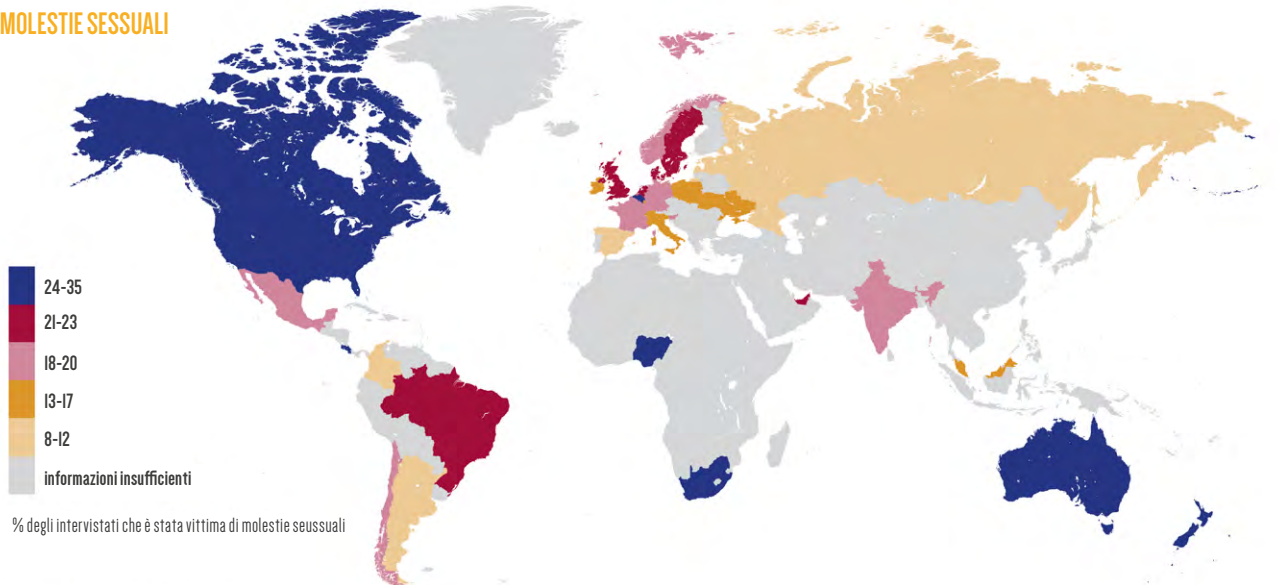 MOLESTIE SESSUALI
24-35
21-23
18-20
13-17
8-12
informazioni insufficienti
% degli intervistati che è stata vittima di molestie seussuali